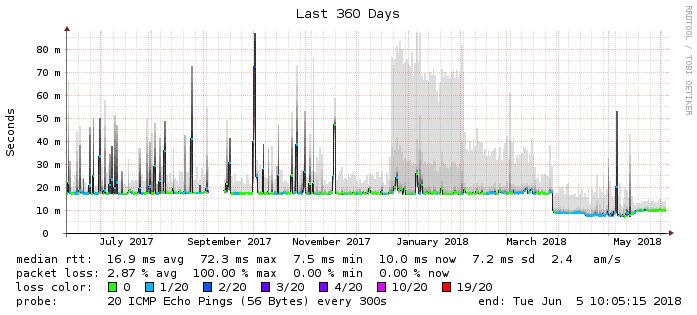 Last 360 Days
RRDTOOL / TOBI OETIKER
Seconds
80 m
70 m
60 m
50 m
40 m
30 m
20 m
10 m
0
July 2017 September 2017 November 2017 January 2018 March 2018 May 2018
median rtt: 16.9 ms avg 72.3 ms max 7.5 ms min 10.0 ms now 7.2 ms sd 2.4 am/s
packet loss: 2.87 % avg 100.00 % max 0.00 % min 0.00 % now
loss color: 0 1/20 2/20 3/20 4/20 10/20 19/20
probe: 20 ICMP Echo Pings (56 Bytes) every 300s end: Tue Jun 5 10:05:15 2018